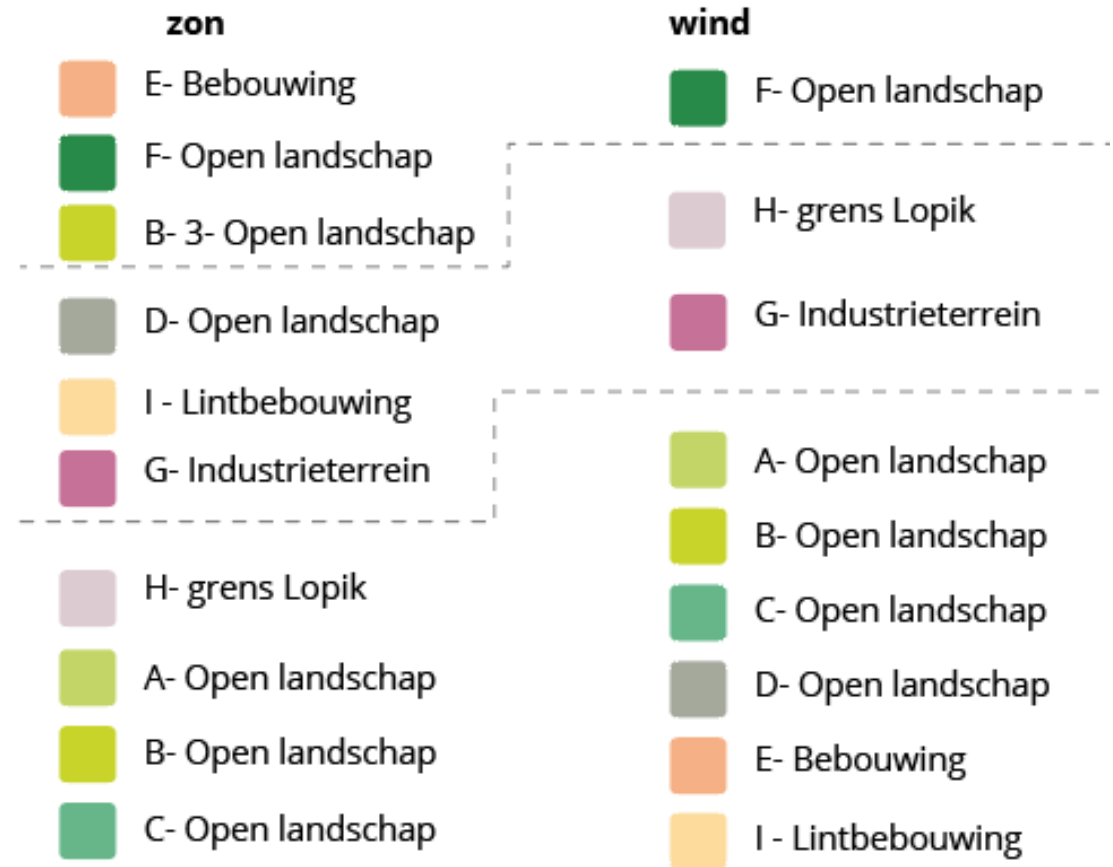 zon
E- Bebouwing
F- Open landschap
B- 3- Open landschap
D- Open landschap
I - Lintbebouwing
G- Industrieterrein
H- grens Lopik
A- Open landschap
B- Open landschap
C- Open landschap
wind
F- Open landschap
H- grens Lopik
G- Industrieterrein
A- Open landschap
B- Open landschap
C- Open landschap
D- Open landschap
E- Bebouwing
I - Lintbebouwing